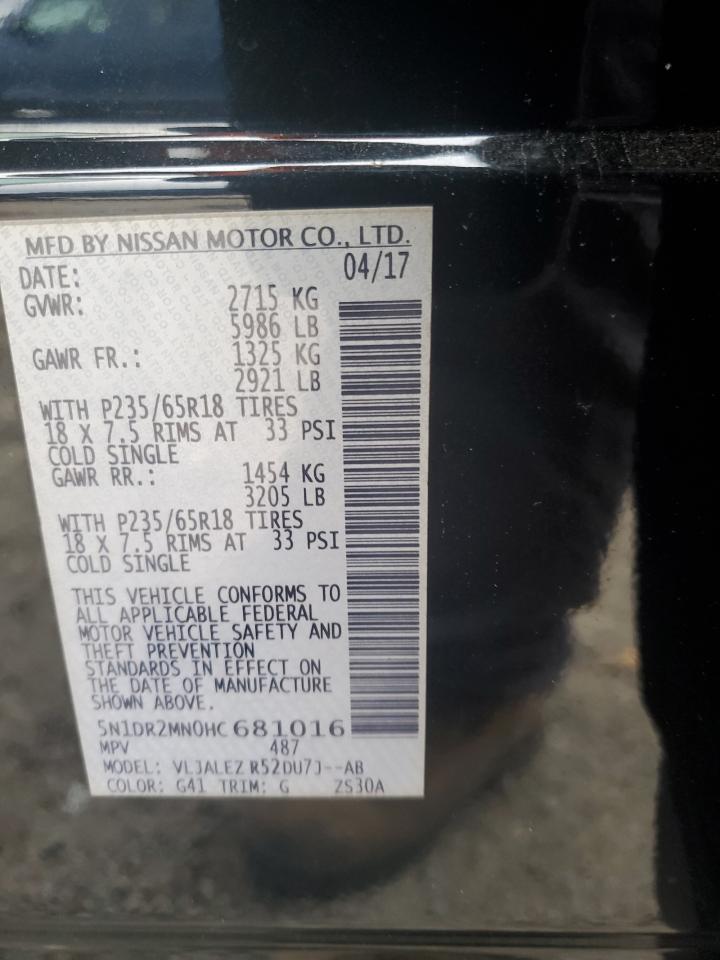 MFD BY NISSAN MOTOR CO., LTD.
DATE: 04/17
GVWR: 2715 KG
5986 LB
GAWR FR.: 1325 KG
2921 LB
WITH P235/65R18 TIRES
18 X 7.5 RIMS AT 33 PSI
COLD SINGLE
GAWR RR.: 1454 KG
3205 LB
WITH P235/65R18 TIRES
18 X 7.5 RIMS AT 33 PSI
COLD SINGLE
THIS VEHICLE CONFORMS TO
ALL APPLICABLE FEDERAL
MOTOR VEHICLE SAFETY AND
THEFT PREVENTION
STANDARDS IN EFFECT ON
THE DATE OF MANUFACTURE
SHOWN ABOVE.
5N1DR2MN0HC681016
MPV 487
MODEL: VLJALEZ R52DU7J--AB
COLOR: G41 TRIM: G ZS30A